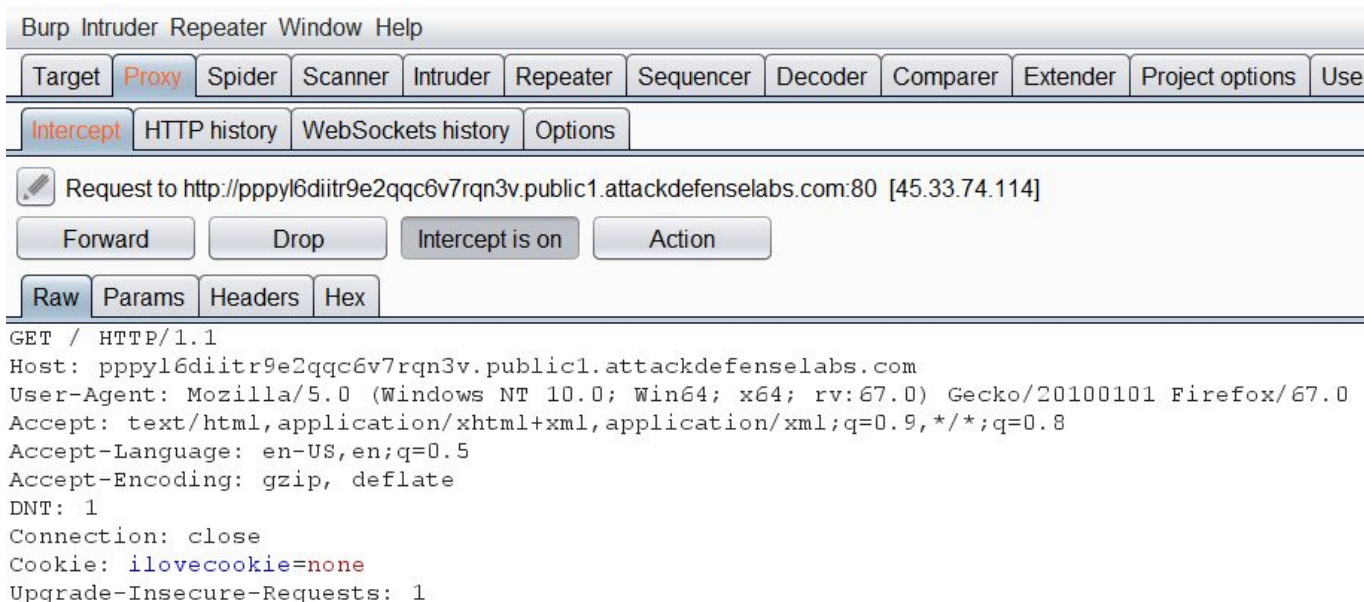 Burp Intruder Repeater Window Help
Target Proxy Spider Scanner Intruder Repeater Sequencer Decoder Comparer Extender Project options Use
Intercept HTTP history WebSockets history Options
Request to http://pppyl6diitr9e2qqc6v7rqn3v.public1.attackdefenselabs.com:80 [45.33.74.114]
Forward Drop Intercept is on Action
Raw Params Headers Hex
GET / HTTP/1.1
Host: pppyl6diitr9e2qqc6v7rqn3v.public1.attackdefenselabs.com
User-Agent: Mozilla/5.0 (Windows NT 10.0; Win64; x64; rv:67.0) Gecko/20100101 Firefox/67.0
Accept: text/html,application/xhtml+xml,application/xml;q=0.9,*/*;q=0.8
Accept-Language: en-US,en;q=0.5
Accept-Encoding: gzip, deflate
DNT: 1
Connection: close
Cookie: ilovecookie=none
Upgrade-Insecure-Requests: 1